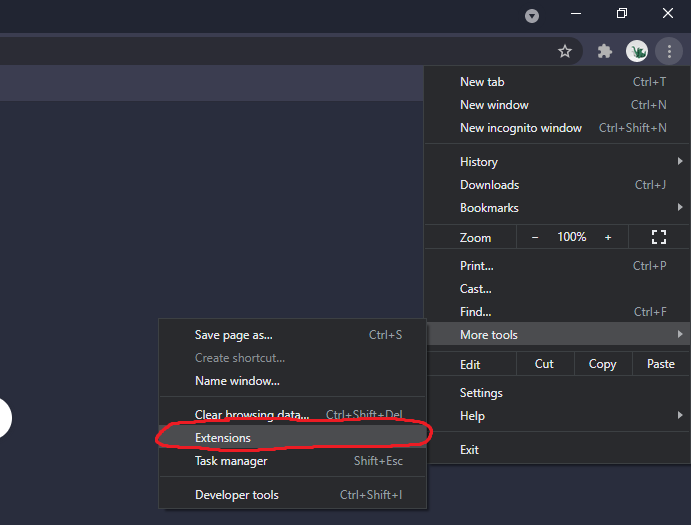 New tab Ctrl+T
New window Ctrl+N
New incognito window Ctrl+Shift+N
History
Downloads Ctrl+J
Bookmarks
Zoom − 100% +
Print... Ctrl+P
Cast...
Find... Ctrl+F
More tools
Edit Cut Copy Paste
Settings
Help
Exit
Save page as... Ctrl+S
Create shortcut...
Name window...
Clear browsing data... Ctrl+Shift+Del
Extensions
Task manager Shift+Esc
Developer tools Ctrl+Shift+I